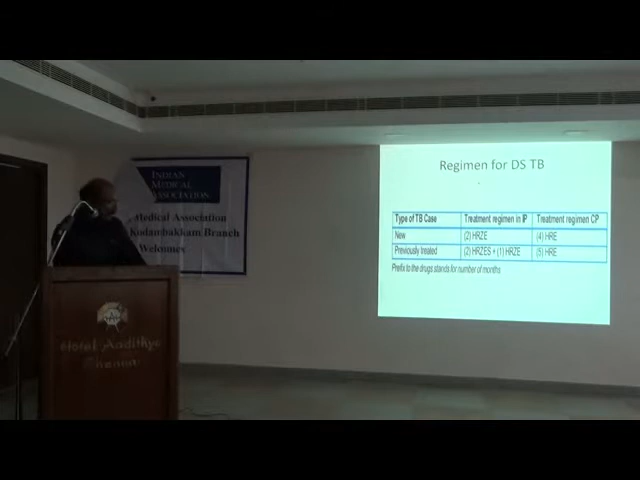 Regimen for DS TB
Type of TB Case Treatment regimen in IP Treatment regimen CP
New (2) HRZE (4) HRE
Previously treated (2) HRZES + (1) HRZE (5) HRE
Prefix to the drugs stands for number of months
INDIAN
MEDICAL
ASSOCIATION
Medical Association
Kodambakkam Branch
Welcomes
Hotel Aadithya